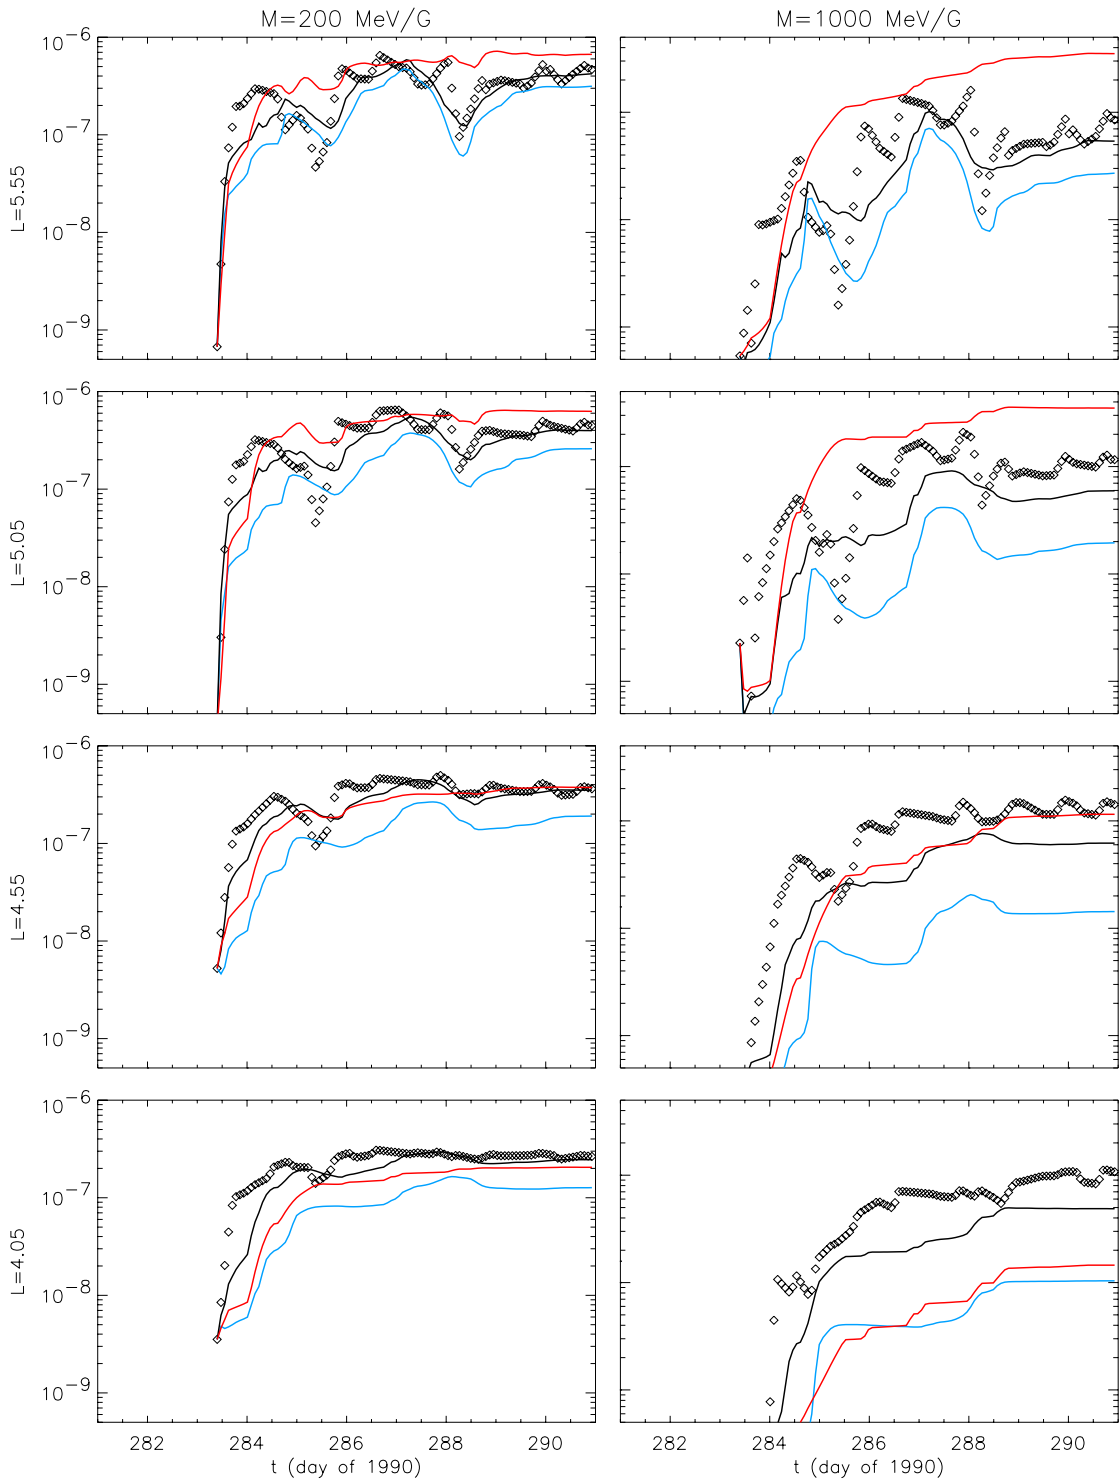 M=200 MeV/G
M=1000 MeV/G
10⁻⁶
10⁻⁷
10⁻⁸
10⁻⁹
L=5.55
10⁻⁶
10⁻⁷
10⁻⁸
10⁻⁹
L=5.05
10⁻⁶
10⁻⁷
10⁻⁸
10⁻⁹
L=4.55
10⁻⁶
10⁻⁷
10⁻⁸
10⁻⁹
L=4.05
282 284 286 288 290
282 284 286 288 290
t (day of 1990)
t (day of 1990)